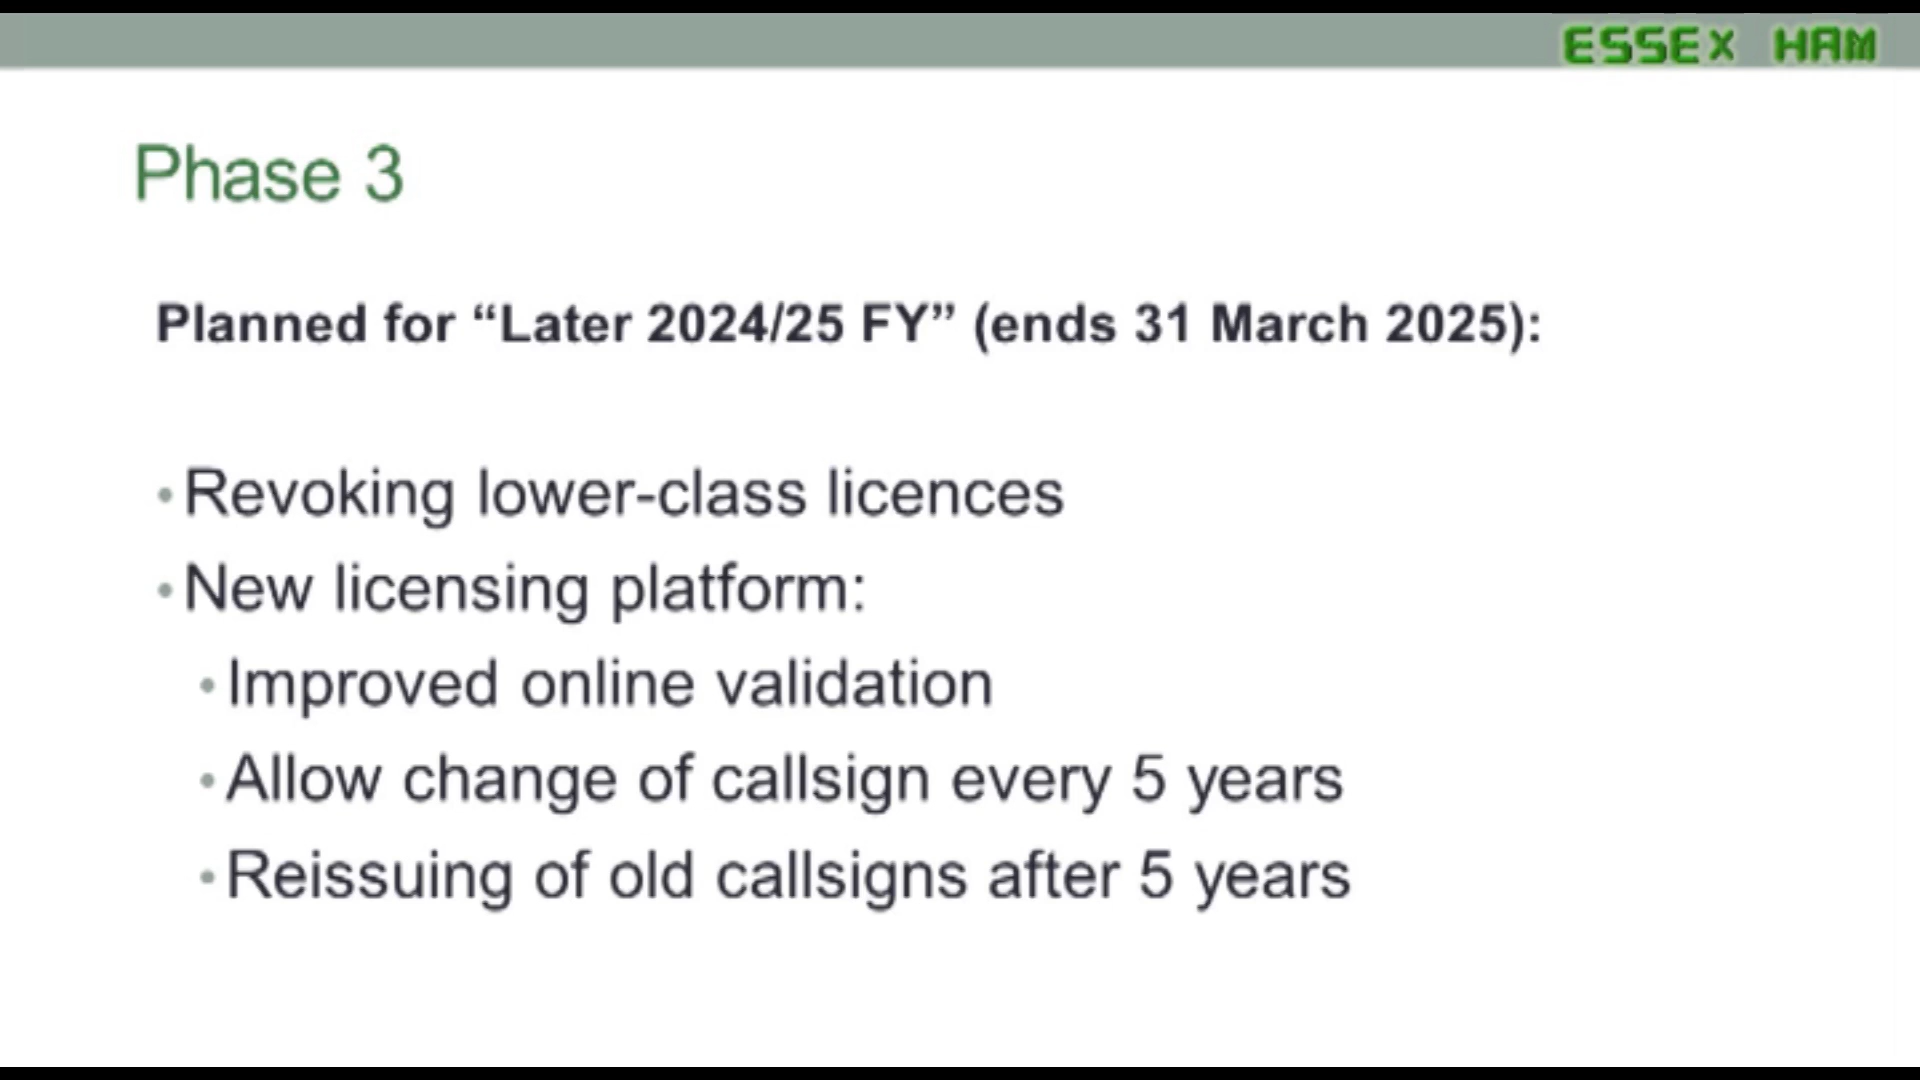 ESSEX HAM
Phase 3
Planned for “Later 2024/25 FY” (ends 31 March 2025):
• Revoking lower-class licences
• New licensing platform:
• Improved online validation
• Allow change of callsign every 5 years
• Reissuing of old callsigns after 5 years